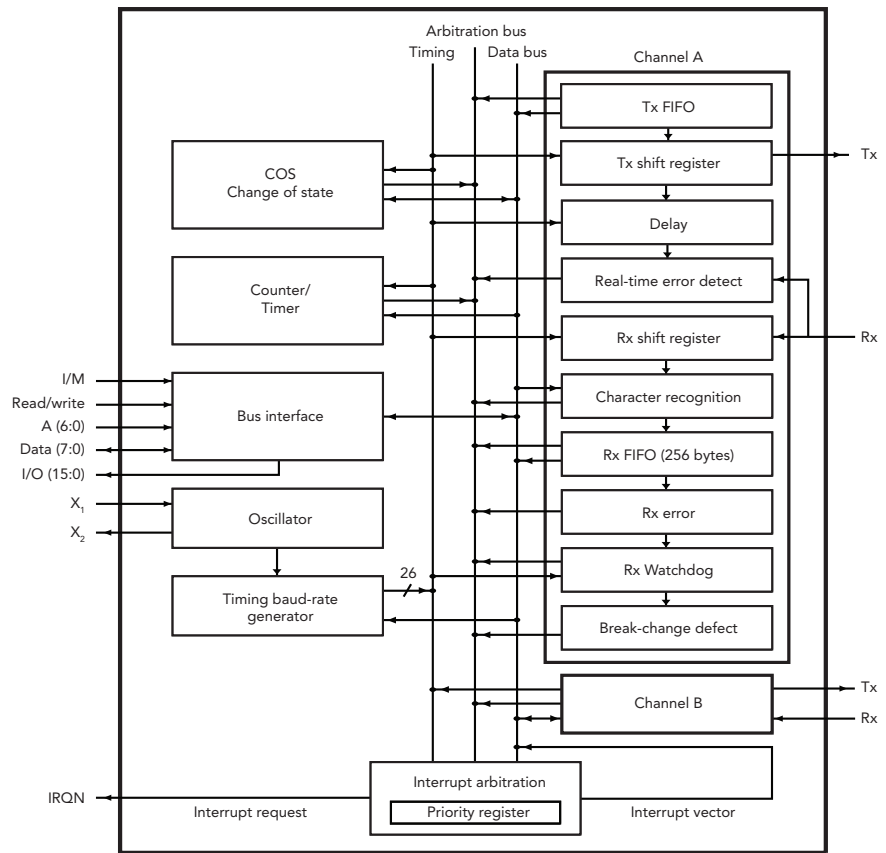 Arbitration bus
Timing
Data bus
Channel A
Tx FIFO
Tx shift register
Tx
COS
Change of state
Delay
Real-time error detect
Counter/
Timer
Rx shift register
Rx
I/M
Read/write
A (6:0)
Data (7:0)
I/O (15:0)
Bus interface
Character recognition
Rx FIFO (256 bytes)
X₁
X₂
Oscillator
Rx error
26
Timing baud-rate
generator
Rx Watchdog
Break-change defect
Channel B
Tx
Rx
Interrupt arbitration
Priority register
IRQN
Interrupt request
Interrupt vector